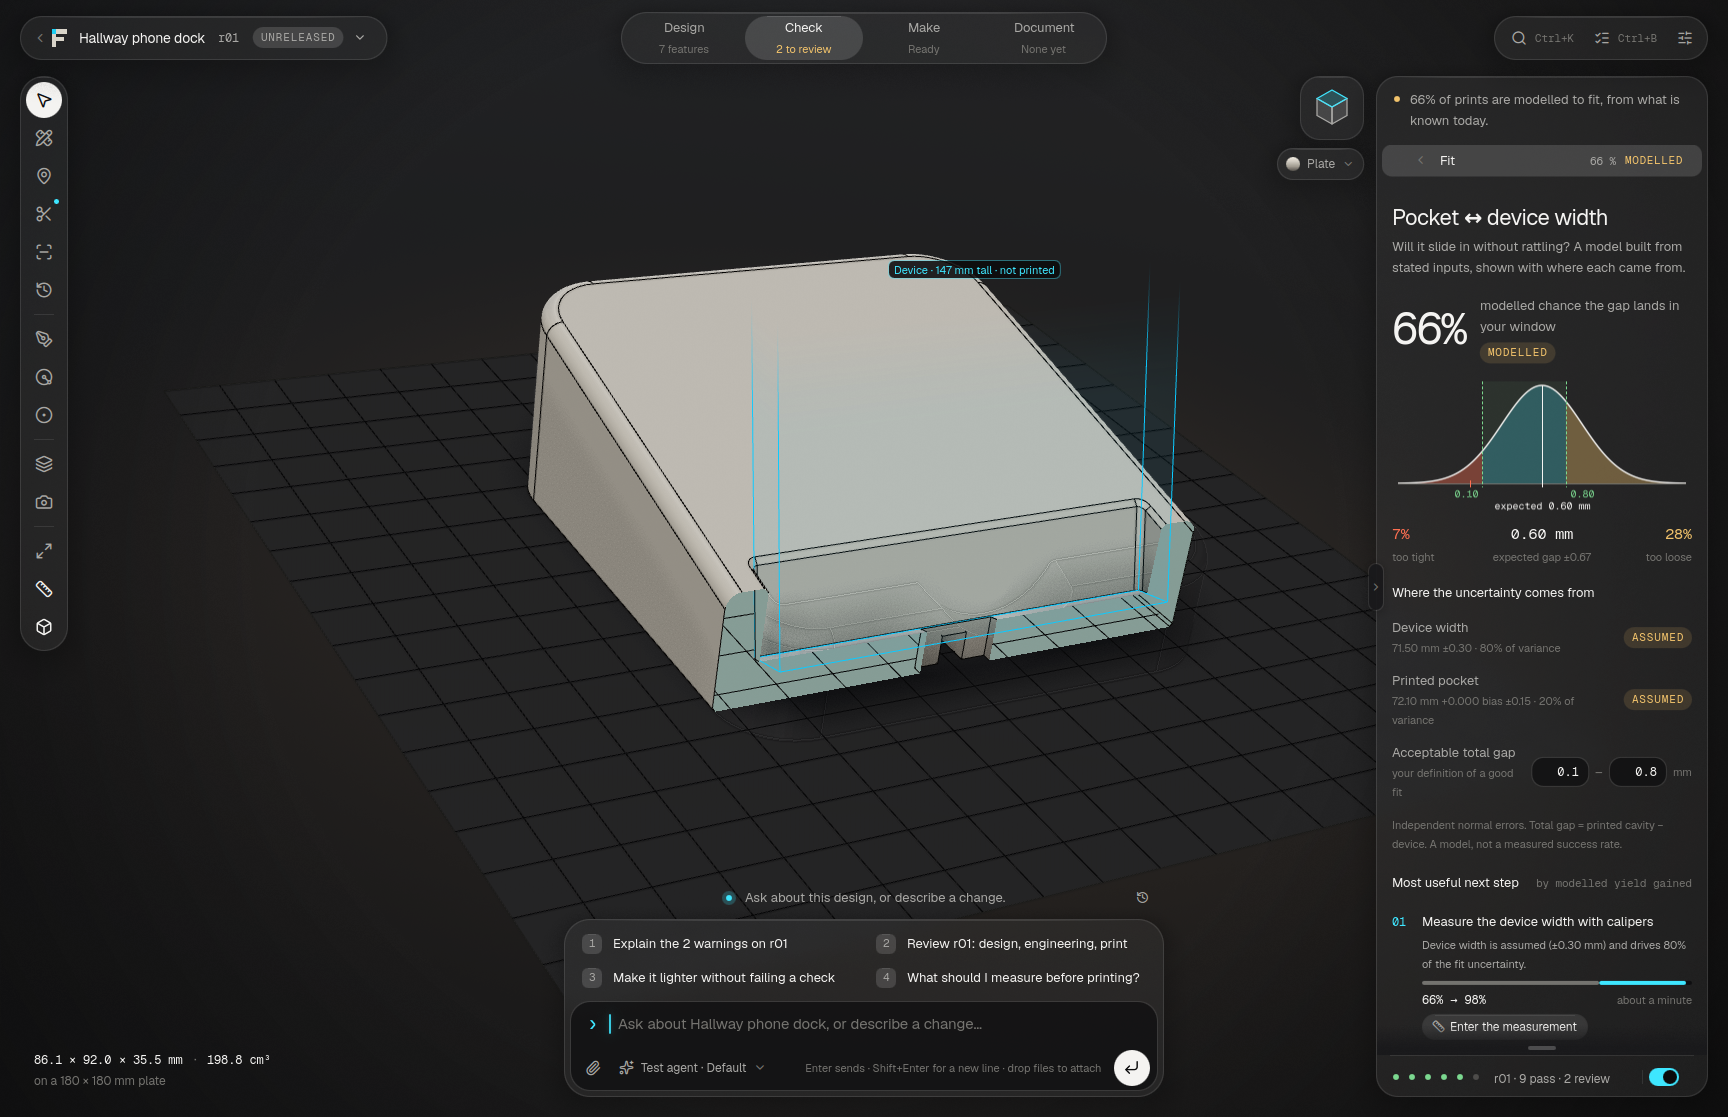 Hallway phone dock r01 UNRELEASED
Design
7 features
Check
2 to review
Make
Ready
Document
None yet
Ctrl+K
Ctrl+B
Plate
Device · 147 mm tall · not printed
66% of prints are modelled to fit, from what is
known today.
Fit 66 % MODELLED
Pocket ↔ device width
Will it slide in without rattling? A model built from
stated inputs, shown with where each came from.
66%
modelled chance the gap lands in
your window
MODELLED
0.10 0.80
expected 0.60 mm
7% 0.60 mm 28%
too tight expected gap ±0.67 too loose
Where the uncertainty comes from
Device width
71.50 mm ±0.30 · 80% of variance
ASSUMED
Printed pocket
72.10 mm +0.000 bias ±0.15 · 20% of
variance
ASSUMED
Acceptable total gap
your definition of a good
fit
0.1 – 0.8 mm
Independent normal errors. Total gap = printed cavity −
device. A model, not a measured success rate.
Most useful next step by modelled yield gained
01 Measure the device width with calipers
Device width is assumed (±0.30 mm) and drives 80%
of the fit uncertainty.
66% → 98% about a minute
Enter the measurement
r01 · 9 pass · 2 review
Ask about this design, or describe a change.
1 Explain the 2 warnings on r01
2 Review r01: design, engineering, print
3 Make it lighter without failing a check
4 What should I measure before printing?
Ask about Hallway phone dock, or describe a change...
Test agent · Default
Enter sends · Shift+Enter for a new line · drop files to attach
86.1 × 92.0 × 35.5 mm · 198.8 cm³
on a 180 × 180 mm plate